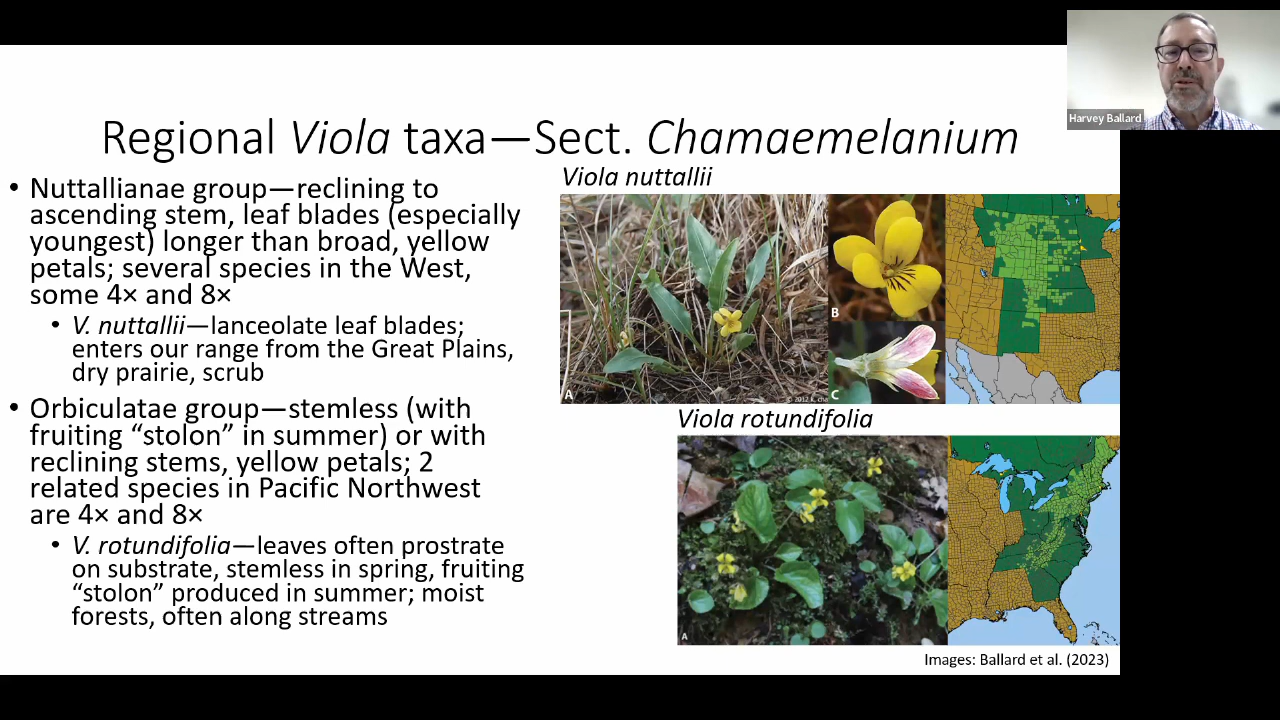 Harvey Ballard
Regional Viola taxa—Sect. Chamaemelanium
• Nuttallianae group—reclining to
ascending stem, leaf blades (especially
youngest) longer than broad, yellow
petals; several species in the West,
some 4× and 8×
• V. nuttallii—lanceolate leaf blades;
enters our range from the Great Plains,
dry prairie, scrub
• Orbiculatae group—stemless (with
fruiting “stolon” in summer) or with
reclining stems, yellow petals; 2
related species in Pacific Northwest
are 4× and 8×
• V. rotundifolia—leaves often prostrate
on substrate, stemless in spring, fruiting
“stolon” produced in summer; moist
forests, often along streams
Viola nuttallii
A
B
C
Viola rotundifolia
A
Images: Ballard et al. (2023)